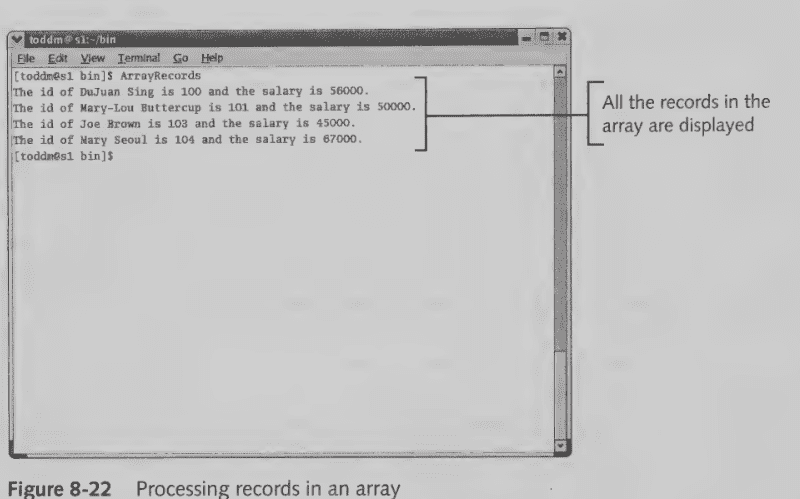 toddm@s1:~/bin
File Edit View Terminal Go Help
[toddm@s1 bin]$ ArrayRecords
The id of DuJuan Sing is 100 and the salary is 56000.
The id of Mary-Lou Buttercup is 101 and the salary is 50000.
The id of Joe Brown is 103 and the salary is 45000.
The id of Mary Seoul is 104 and the salary is 67000.
[toddm@s1 bin]$
All the records in the
array are displayed
Figure 8-22 Processing records in an array